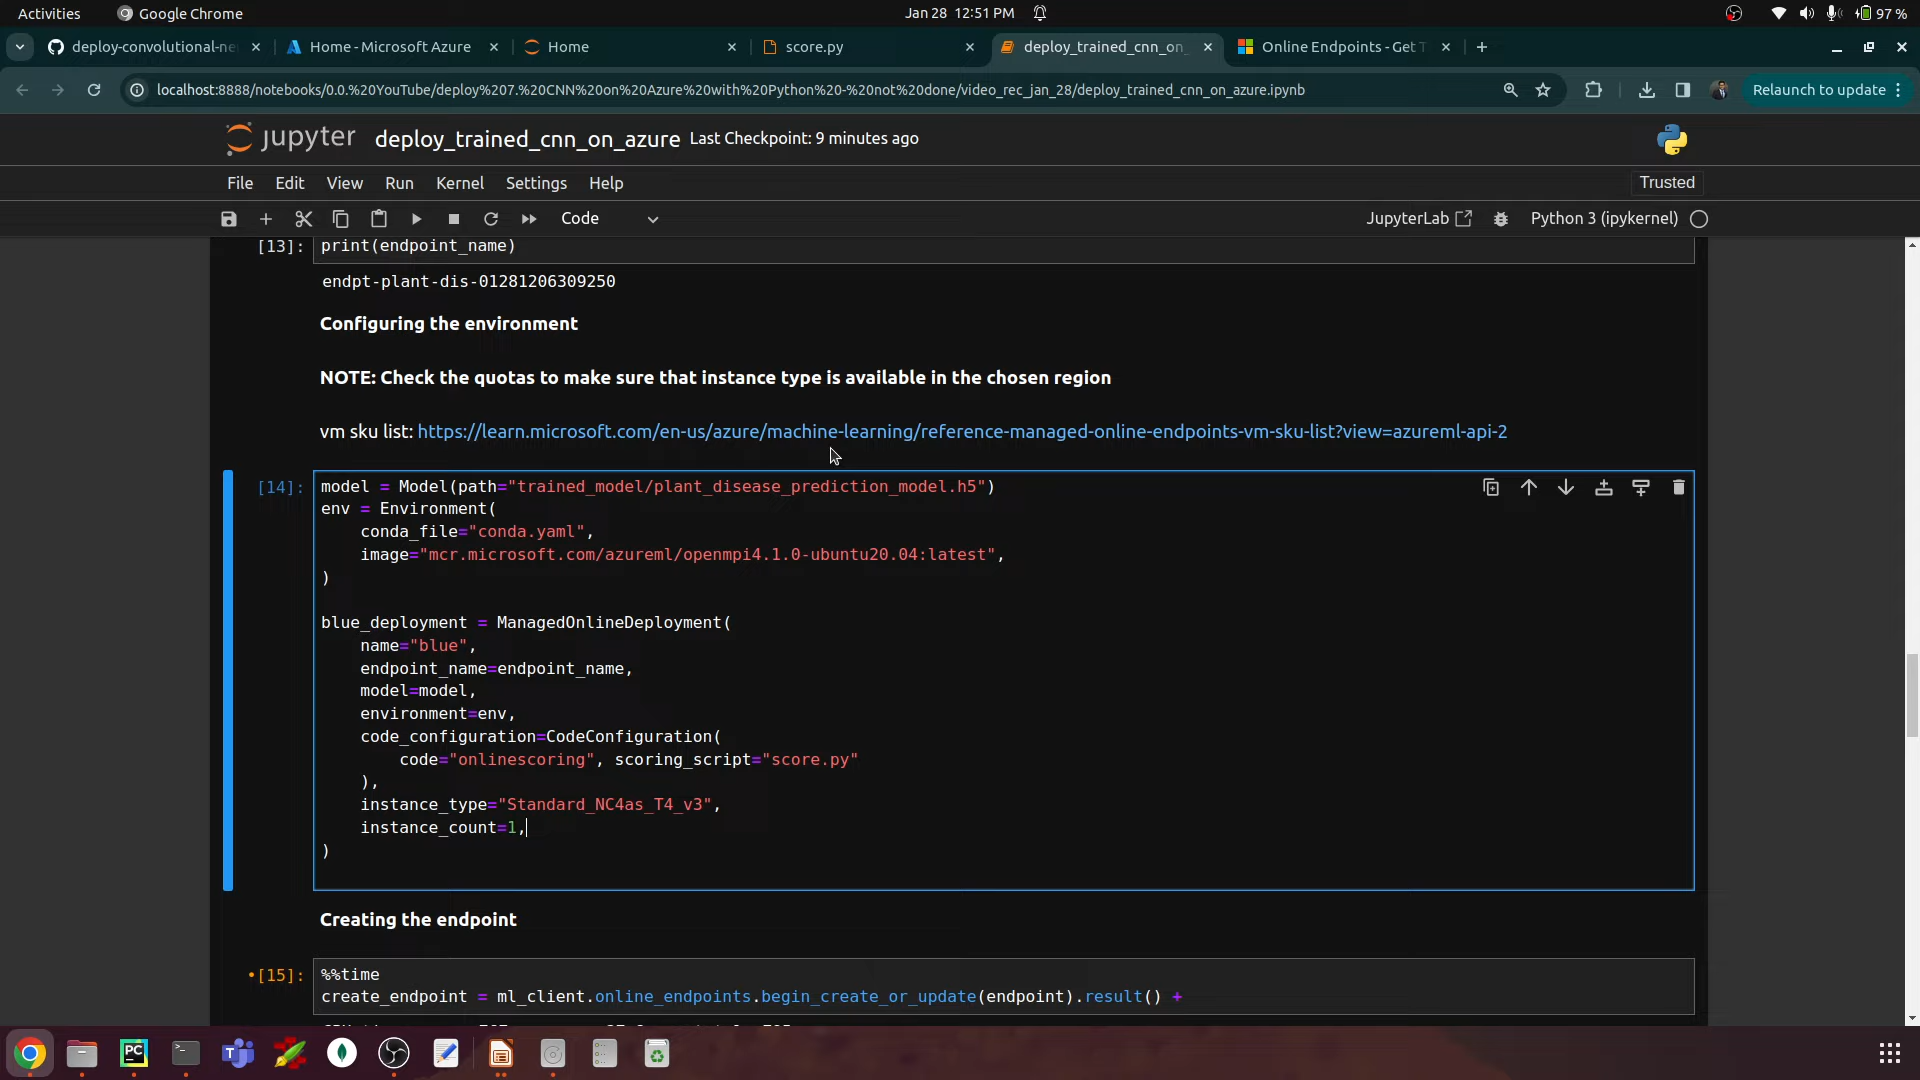 Activities
Google Chrome
Jan 28 12:51 PM
97 %
deploy-convolutional-ne
Home - Microsoft Azure
Home
score.py
deploy_trained_cnn_on_
Online Endpoints - Get T
localhost:8888/notebooks/0.0.%20YouTube/deploy%207.%20CNN%20on%20Azure%20with%20Python%20-%20not%20done/video_rec_jan_28/deploy_trained_cnn_on_azure.ipynb
Relaunch to update
jupyter
deploy_trained_cnn_on_azure
Last Checkpoint: 9 minutes ago
File Edit View Run Kernel Settings Help
Trusted
Code
JupyterLab
Python 3 (ipykernel)
[13]: print(endpoint_name)
endpt-plant-dis-01281206309250
Configuring the environment
NOTE: Check the quotas to make sure that instance type is available in the chosen region
vm sku list: https://learn.microsoft.com/en-us/azure/machine-learning/reference-managed-online-endpoints-vm-sku-list?view=azureml-api-2
[14]: model = Model(path="trained_model/plant_disease_prediction_model.h5")
env = Environment(
conda_file="conda.yaml",
image="mcr.microsoft.com/azureml/openmpi4.1.0-ubuntu20.04:latest",
)
blue_deployment = ManagedOnlineDeployment(
name="blue",
endpoint_name=endpoint_name,
model=model,
environment=env,
code_configuration=CodeConfiguration(
code="onlinescoring", scoring_script="score.py"
),
instance_type="Standard_NC4as_T4_v3",
instance_count=1,
)
Creating the endpoint
•[15]: %%time
create_endpoint = ml_client.online_endpoints.begin_create_or_update(endpoint).result() +